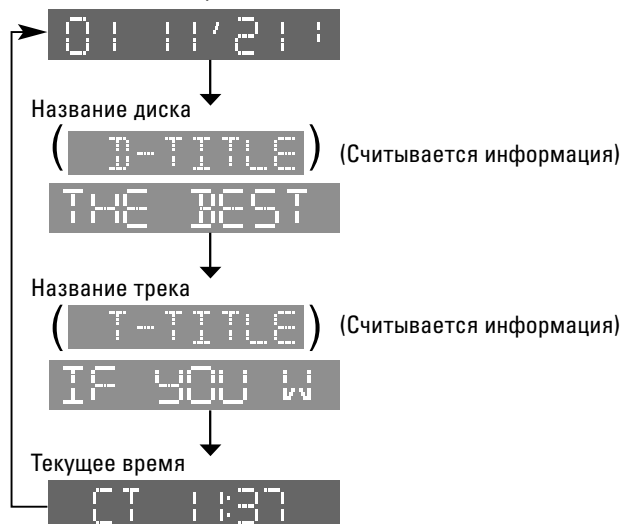 01 11'21"
Название диска
( D-TITLE ) (Считывается информация)
THE BEST
Название трека
( T-TITLE ) (Считывается информация)
IF YOU W
Текущее время
CT 11:37